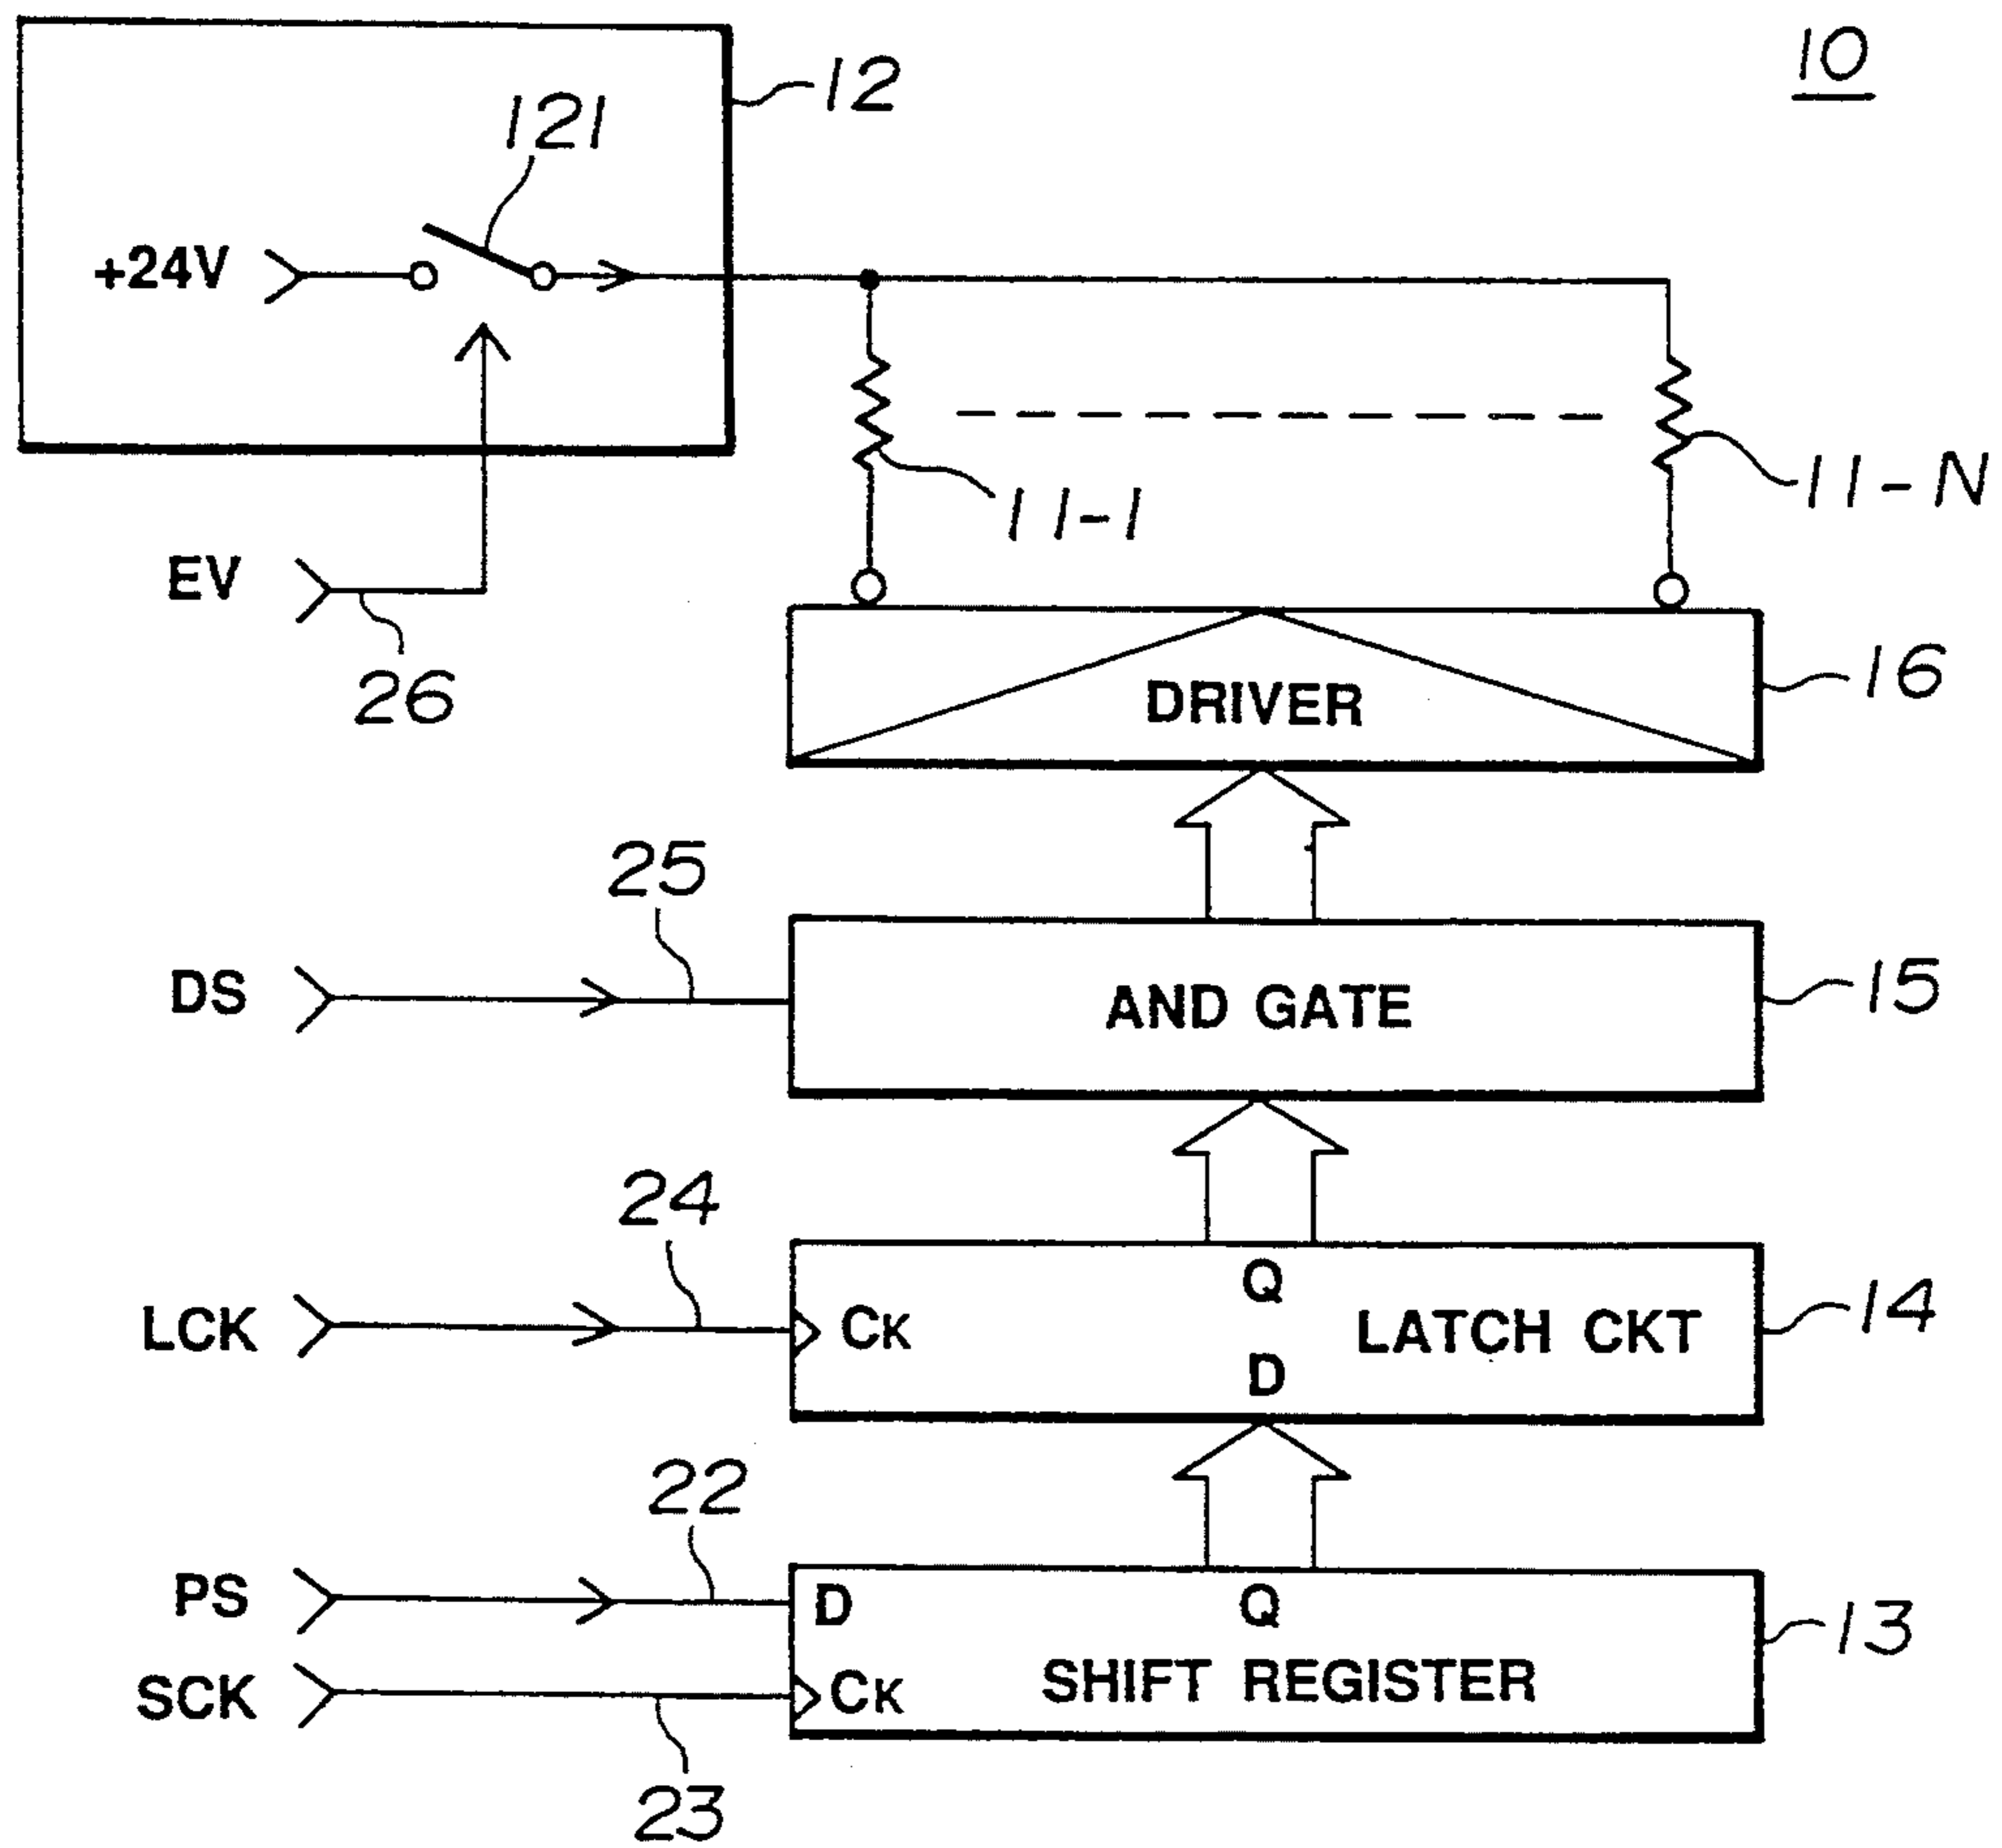 10
12
121
+24V
11-1
11-N
EV
26
DRIVER
16
25
DS
AND GATE
15
24
LCK
CK
Q
D
LATCH CKT
14
22
PS
D
Q
13
SCK
CK
SHIFT REGISTER
23